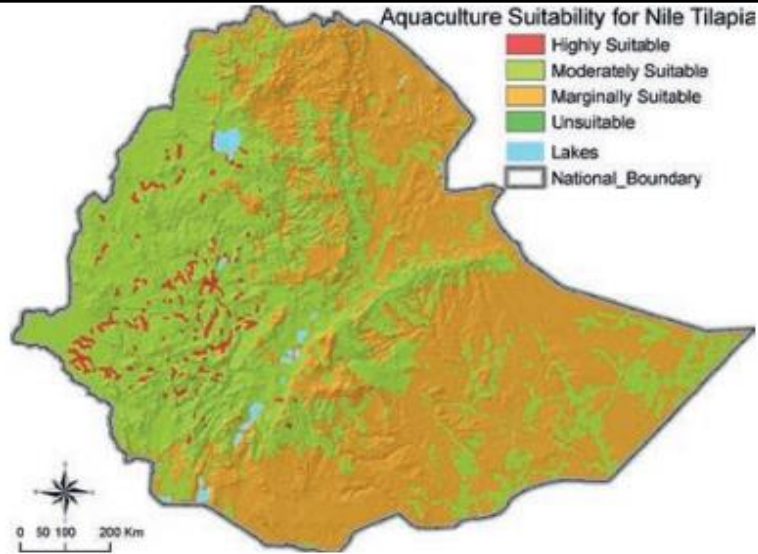 Aquaculture Suitability for Nile Tilapia
Highly Suitable
Moderately Suitable
Marginally Suitable
Unsuitable
Lakes
National_Boundary
0 50 100 200 Km